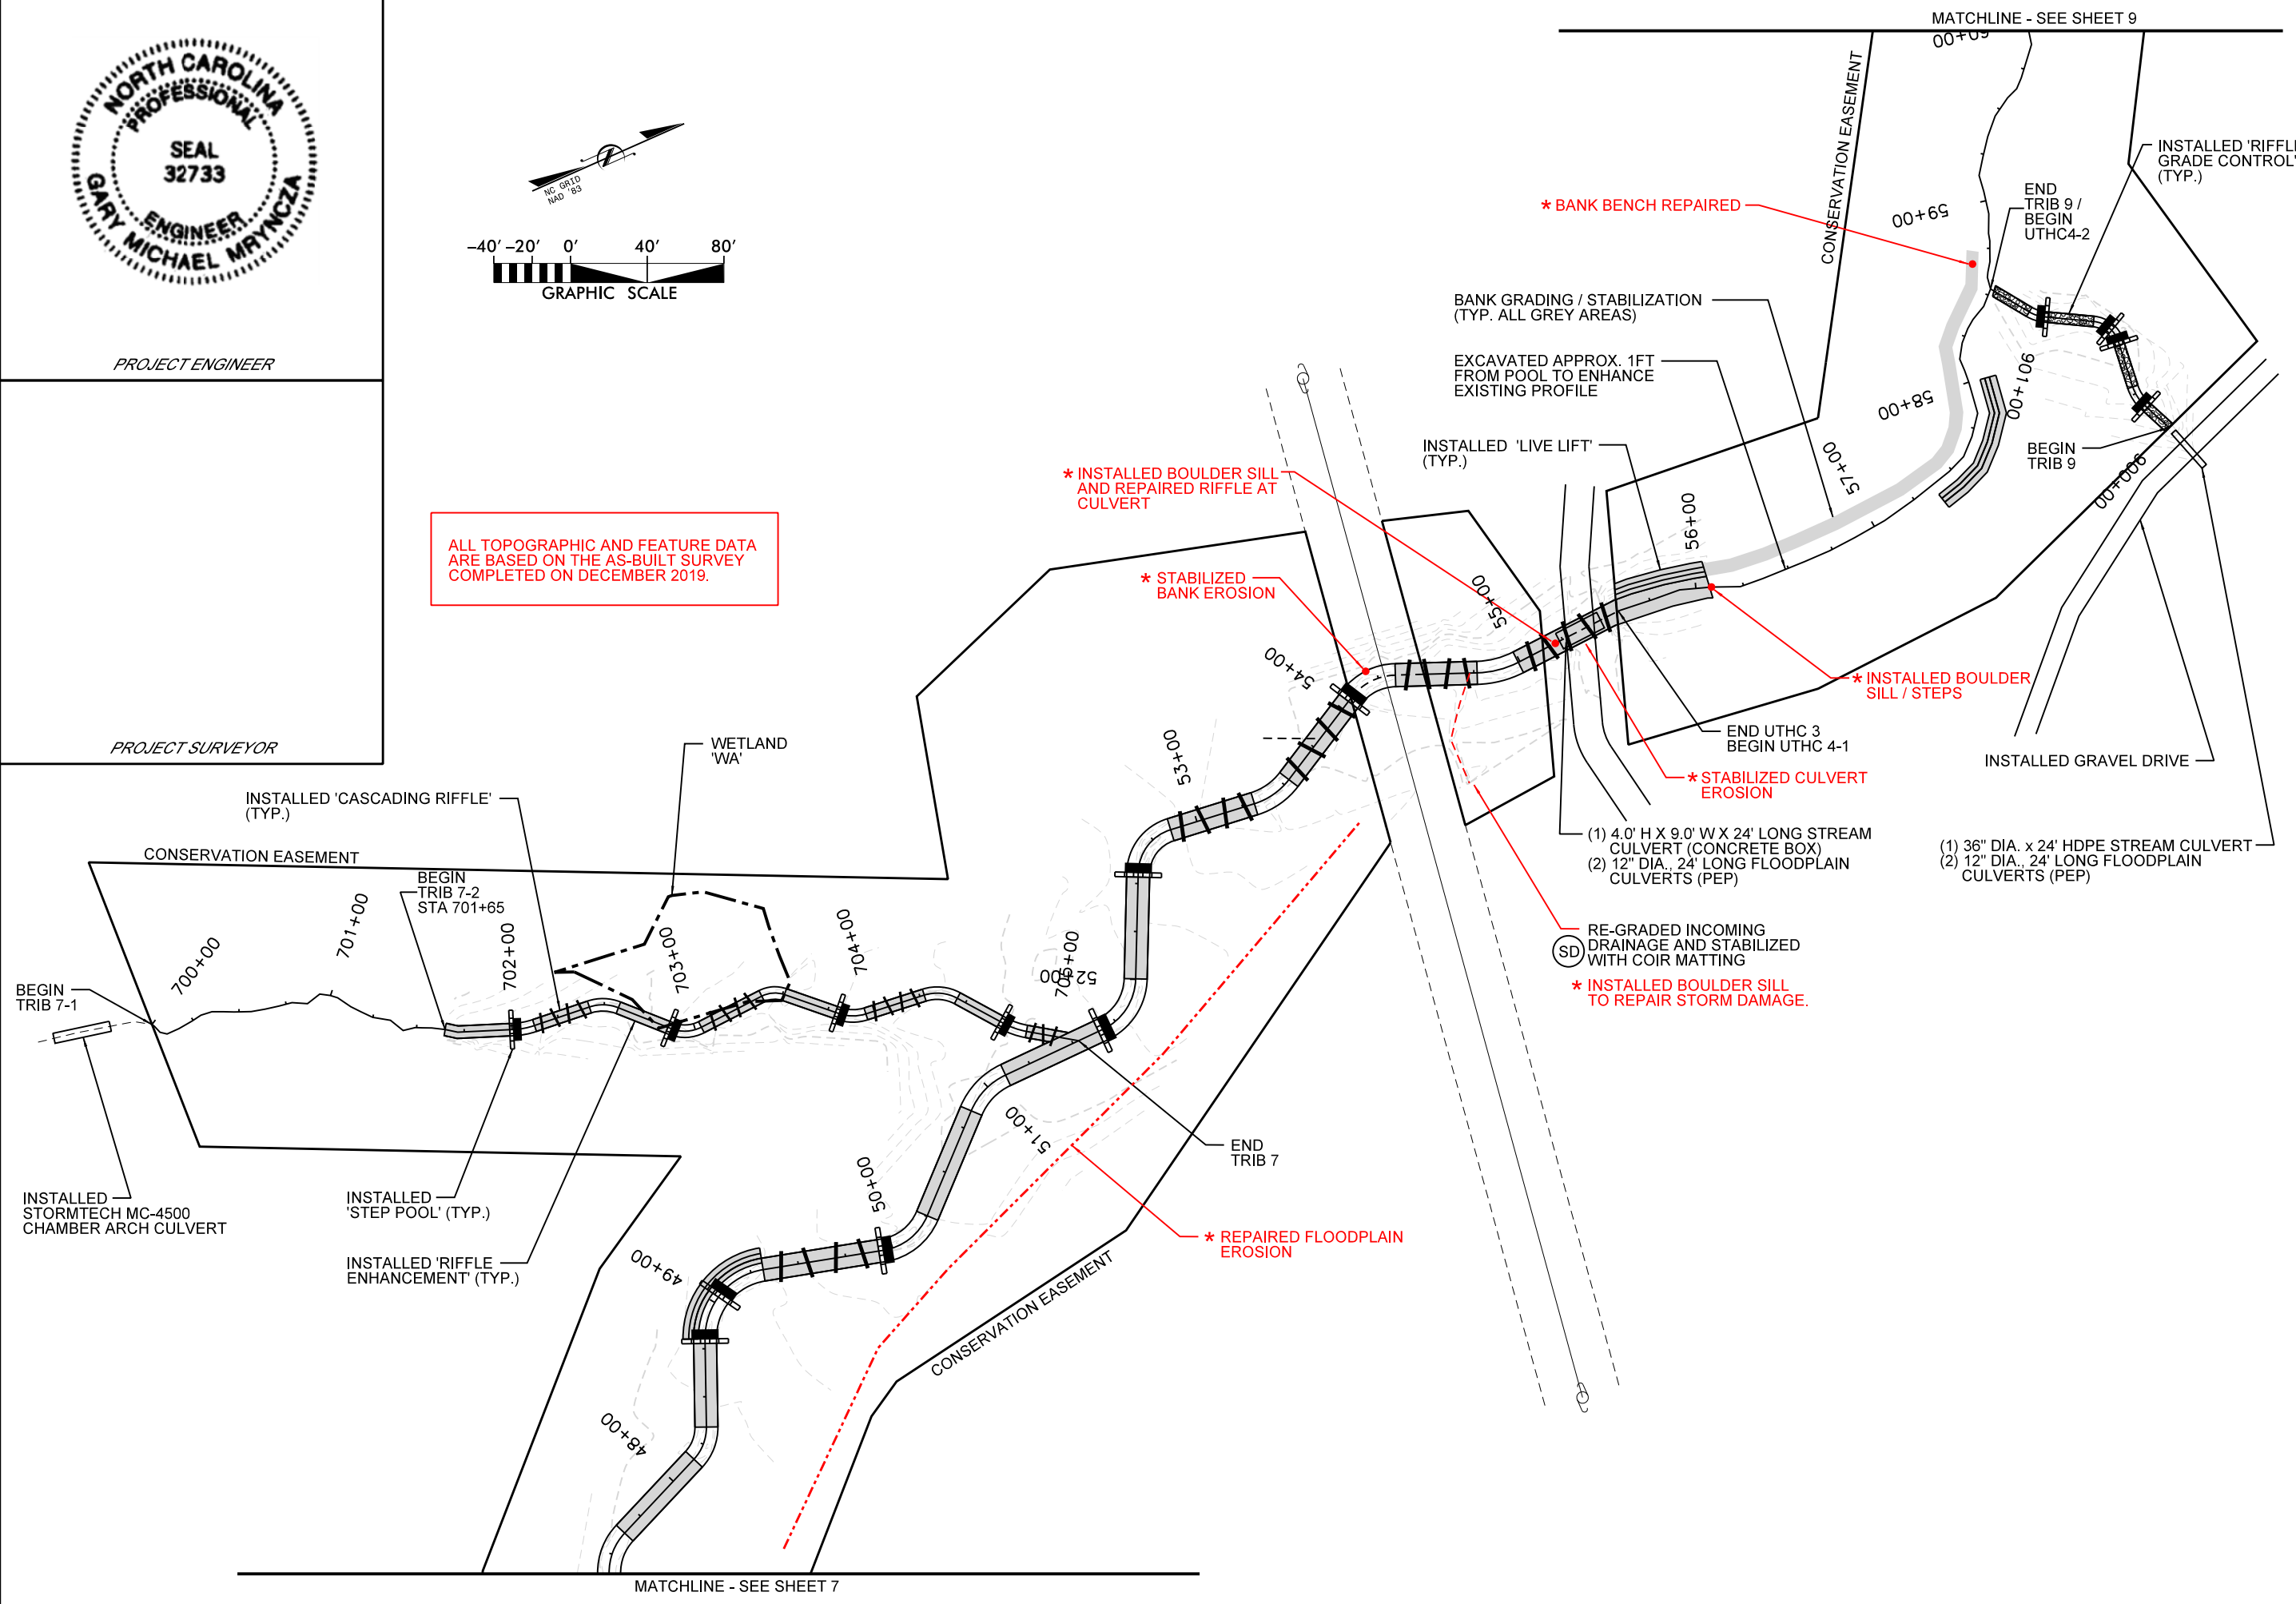 NORTH CAROLINA
PROFESSIONAL
SEAL
32733
ENGINEER
GARY MICHAEL MRYNCZA
PROJECT ENGINEER
PROJECT SURVEYOR
NC GRID
NAD '83
-40' -20' 0' 40' 80'
GRAPHIC SCALE
ALL TOPOGRAPHIC AND FEATURE DATA
ARE BASED ON THE AS-BUILT SURVEY
COMPLETED ON DECEMBER 2019.
MATCHLINE - SEE SHEET 9
60+00
CONSERVATION EASEMENT
INSTALLED 'RIFFLE
GRADE CONTROL'
(TYP.)
END
TRIB 9 /
BEGIN
UTHC4-2
* BANK BENCH REPAIRED
59+00
BANK GRADING / STABILIZATION
(TYP. ALL GREY AREAS)
EXCAVATED APPROX. 1FT
FROM POOL TO ENHANCE
EXISTING PROFILE
58+00
901+00
INSTALLED 'LIVE LIFT'
(TYP.)
57+00
BEGIN
TRIB 9
900+00
* INSTALLED BOULDER SILL
AND REPAIRED RIFFLE AT
CULVERT
56+00
* STABILIZED
BANK EROSION
55+00
54+00
* INSTALLED BOULDER
SILL / STEPS
END UTHC 3
BEGIN UTHC 4-1
INSTALLED GRAVEL DRIVE
* STABILIZED CULVERT
EROSION
53+00
(1) 4.0' H X 9.0' W X 24' LONG STREAM
CULVERT (CONCRETE BOX)
(2) 12" DIA., 24' LONG FLOODPLAIN
CULVERTS (PEP)
(1) 36" DIA. x 24' HDPE STREAM CULVERT
(2) 12" DIA., 24' LONG FLOODPLAIN
CULVERTS (PEP)
WETLAND
'WA'
INSTALLED 'CASCADING RIFFLE'
(TYP.)
CONSERVATION EASEMENT
BEGIN
TRIB 7-2
STA 701+65
700+00
701+00
702+00
703+00
704+00
705+00
52+00
SD
RE-GRADED INCOMING
DRAINAGE AND STABILIZED
WITH COIR MATTING
* INSTALLED BOULDER SILL
TO REPAIR STORM DAMAGE.
BEGIN
TRIB 7-1
51+00
END
TRIB 7
50+00
INSTALLED
STORMTECH MC-4500
CHAMBER ARCH CULVERT
INSTALLED
'STEP POOL' (TYP.)
INSTALLED 'RIFFLE
ENHANCEMENT' (TYP.)
49+00
* REPAIRED FLOODPLAIN
EROSION
CONSERVATION EASEMENT
48+00
MATCHLINE - SEE SHEET 7